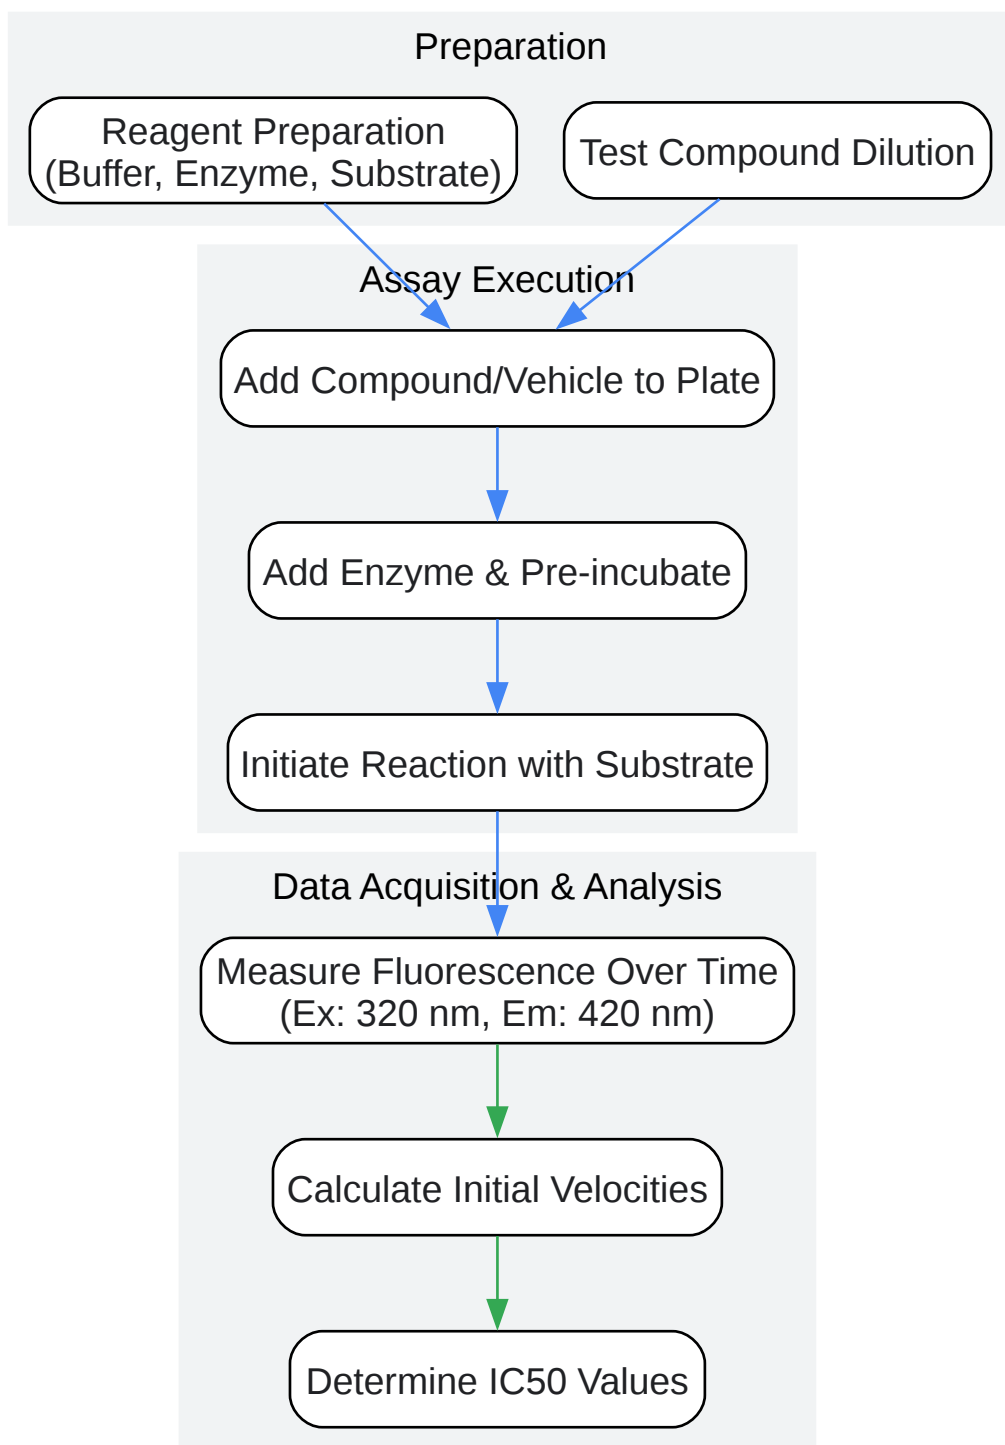 Preparation
Reagent Preparation
(Buffer, Enzyme, Substrate)
Test Compound Dilution
Assay Execution
Add Compound/Vehicle to Plate
Add Enzyme & Pre-incubate
Initiate Reaction with Substrate
Data Acquisition & Analysis
Measure Fluorescence Over Time
(Ex: 320 nm, Em: 420 nm)
Calculate Initial Velocities
Determine IC50 Values